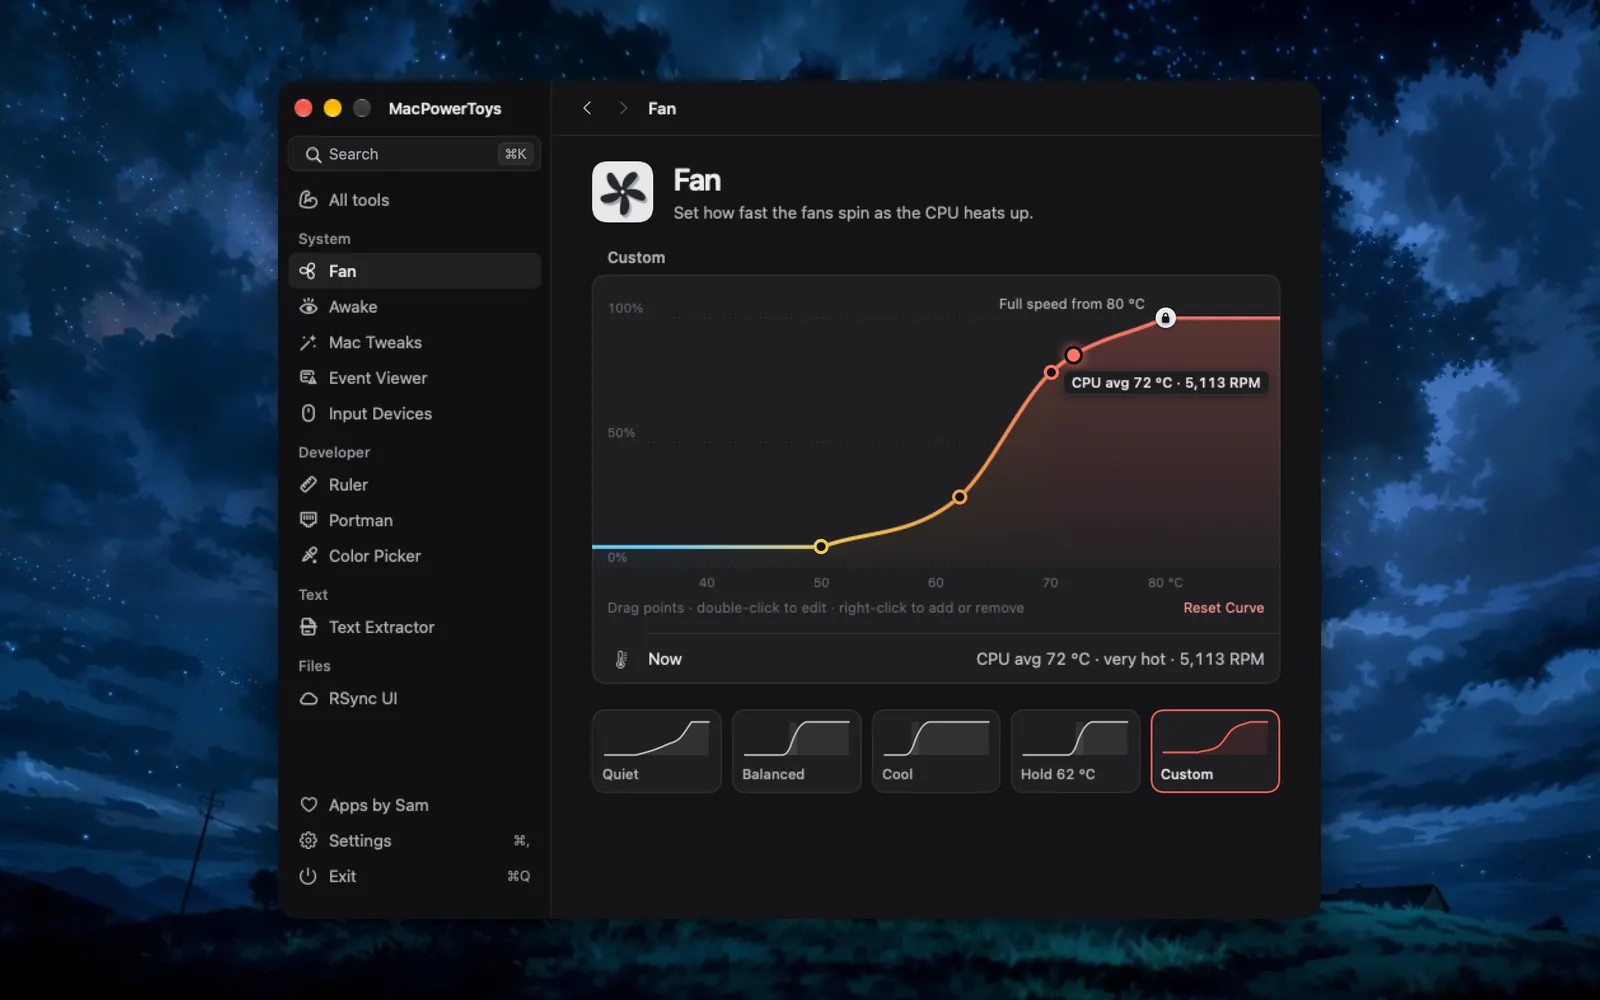 MacPowerToys
Search ⌘K
All tools
System
Fan
Awake
Mac Tweaks
Event Viewer
Input Devices
Developer
Ruler
Portman
Color Picker
Text
Text Extractor
Files
RSync UI
Apps by Sam
Settings ⌘,
Exit ⌘Q
Fan
Fan
Set how fast the fans spin as the CPU heats up.
Custom
100%
Full speed from 80 °C
CPU avg 72 °C · 5,113 RPM
50%
0%
40 50 60 70 80 °C
Drag points · double-click to edit · right-click to add or remove
Reset Curve
Now
CPU avg 72 °C · very hot · 5,113 RPM
Quiet
Balanced
Cool
Hold 62 °C
Custom